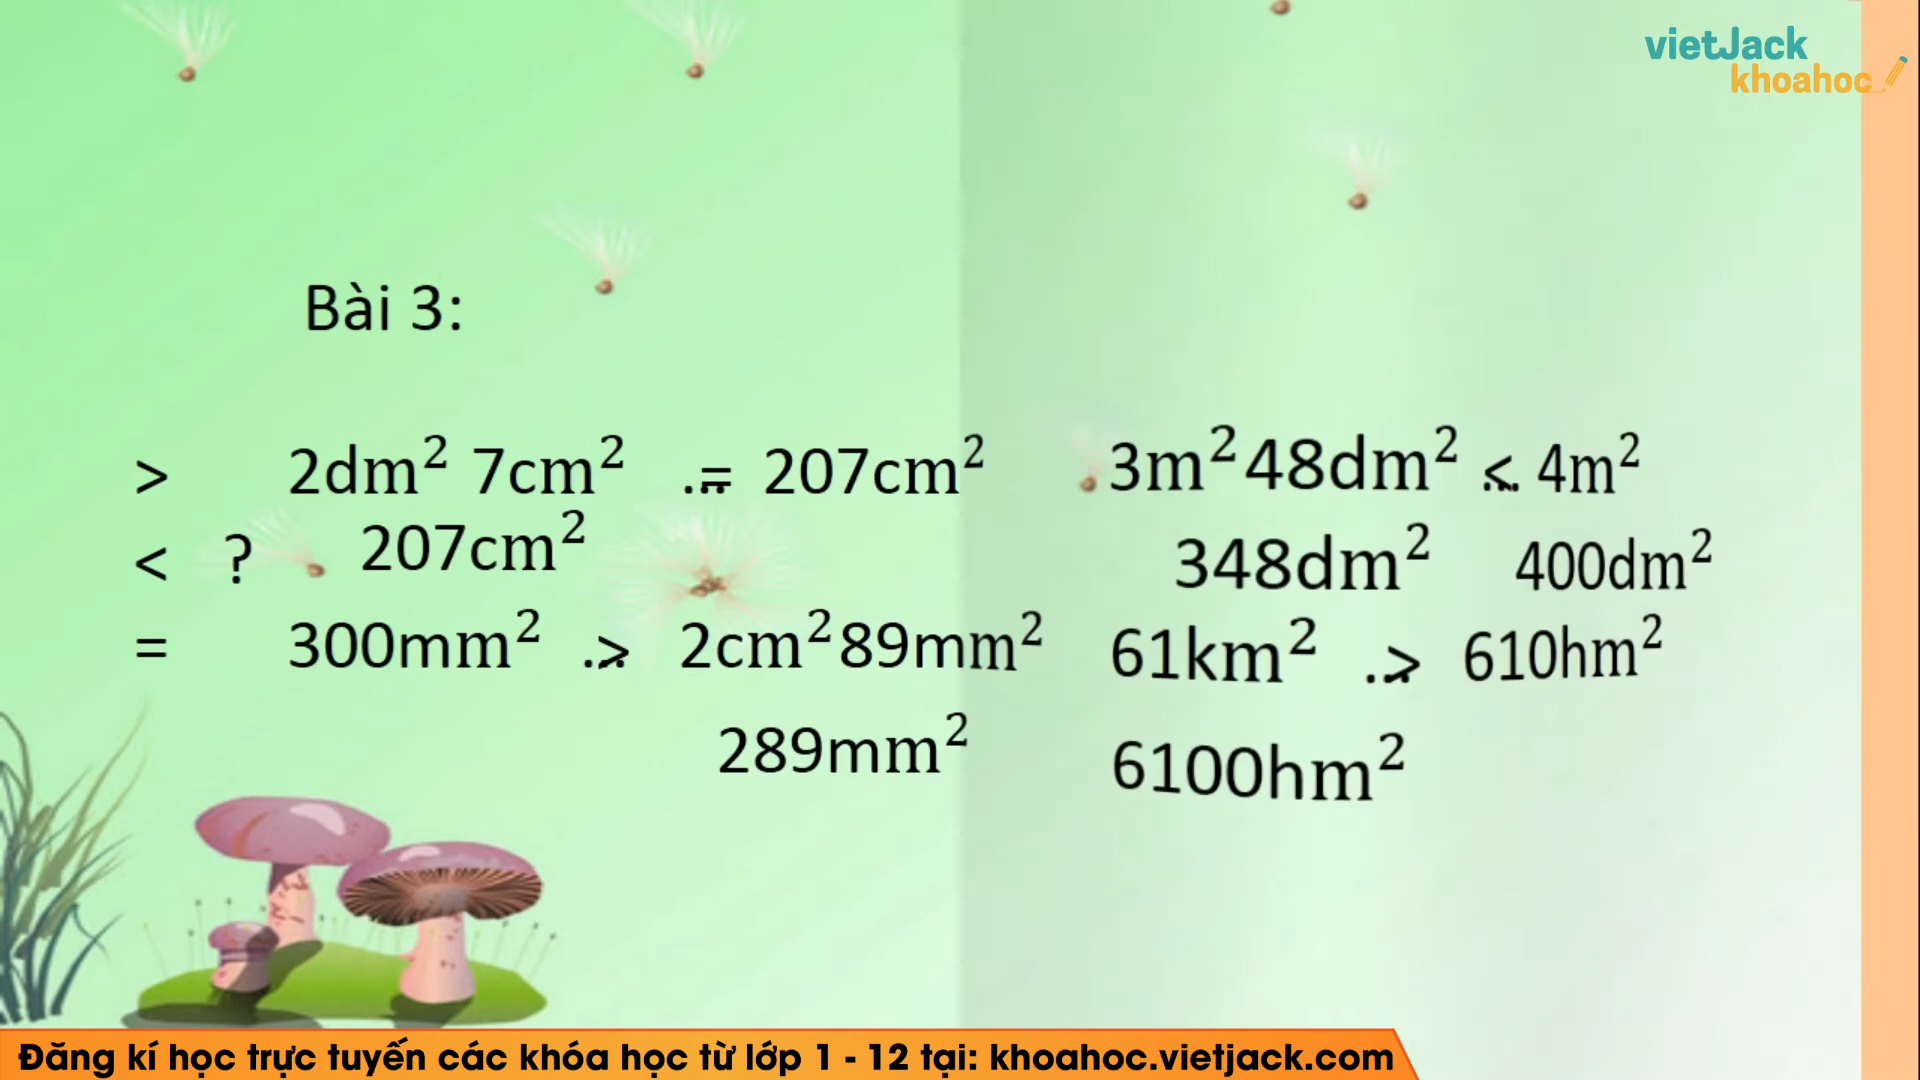 vietJack
khoahoc
Bài 3:
> 2dm² 7cm² ... = 207cm² 3m²48dm² ... < 4m²
< ? 207cm² 348dm² 400dm²
= 300mm² ... > 2cm²89mm² 61km² ... > 610hm²
289mm² 6100hm²
Đăng kí học trực tuyến các khóa học từ lớp 1 - 12 tại: khoahoc.vietjack.com